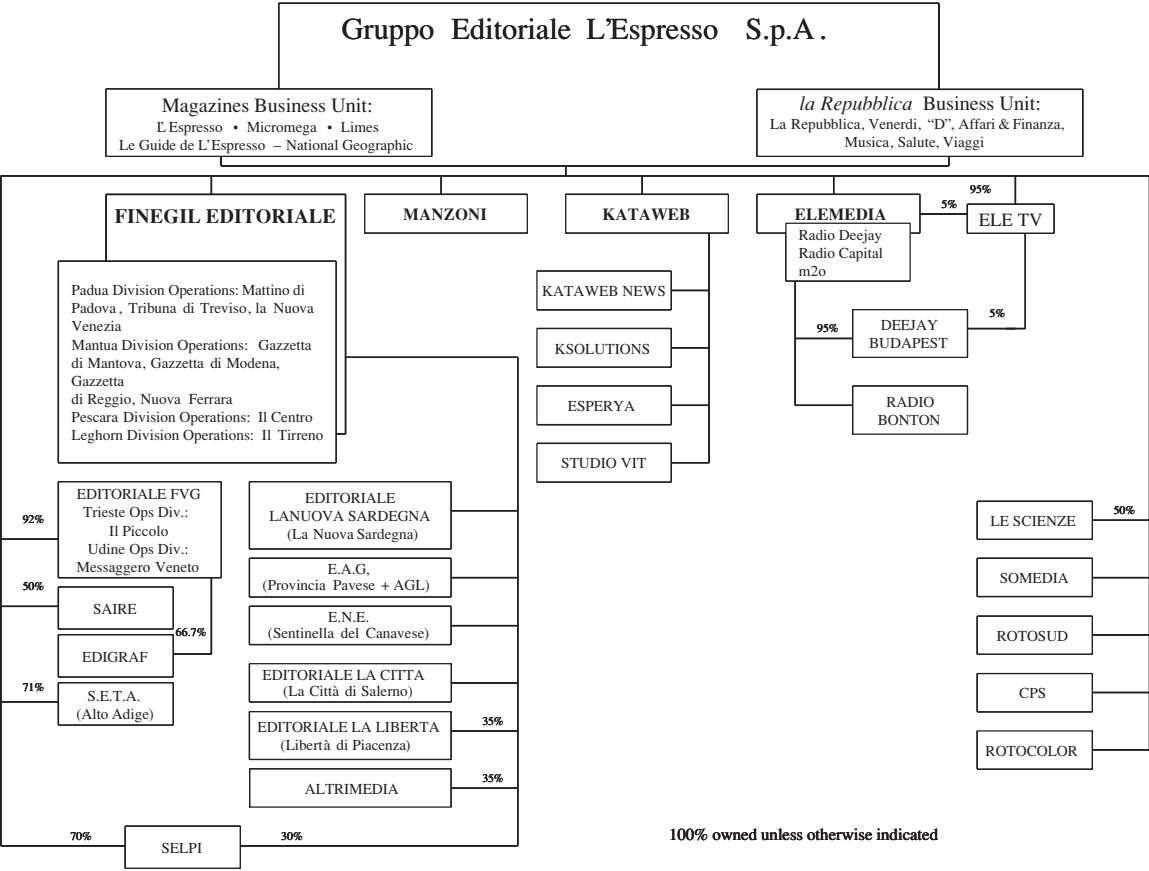 Gruppo Editoriale L'Espresso S.p.A.
Magazines Business Unit:
L'Espresso • Micromega • Limes
Le Guide de L'Espresso – National Geographic
la Repubblica Business Unit:
La Repubblica, Venerdi, “D”, Affari & Finanza,
Musica, Salute, Viaggi
FINEGIL EDITORIALE
MANZONI
KATAWEB
ELEMEDIA
5%
95%
ELE TV
Radio Deejay
Radio Capital
m2o
Padua Division Operations: Mattino di
Padova, Tribuna di Treviso, la Nuova
Venezia
Mantua Division Operations: Gazzetta
di Mantova, Gazzetta di Modena,
Gazzetta
di Reggio, Nuova Ferrara
Pescara Division Operations: Il Centro
Leghorn Division Operations: Il Tirreno
KATAWEB NEWS
KSOLUTIONS
ESPERYA
STUDIO VIT
95%
DEEJAY
BUDAPEST
5%
RADIO
BONTON
92%
EDITORIALE FVG
Trieste Ops Div.:
Il Piccolo
Udine Ops Div.:
Messaggero Veneto
50%
SAIRE
66.7%
EDIGRAF
71%
S.E.T.A.
(Alto Adige)
EDITORIALE
LANUOVA SARDEGNA
(La Nuova Sardegna)
E.A.G,
(Provincia Pavese + AGL)
E.N.E.
(Sentinella del Canavese)
EDITORIALE LA CITTA
(La Città di Salerno)
EDITORIALE LA LIBERTA
(Libertà di Piacenza)
35%
ALTRIMEDIA
35%
LE SCIENZE
50%
SOMEDIA
ROTOSUD
CPS
ROTOCOLOR
70%
SELPI
30%
100% owned unless otherwise indicated